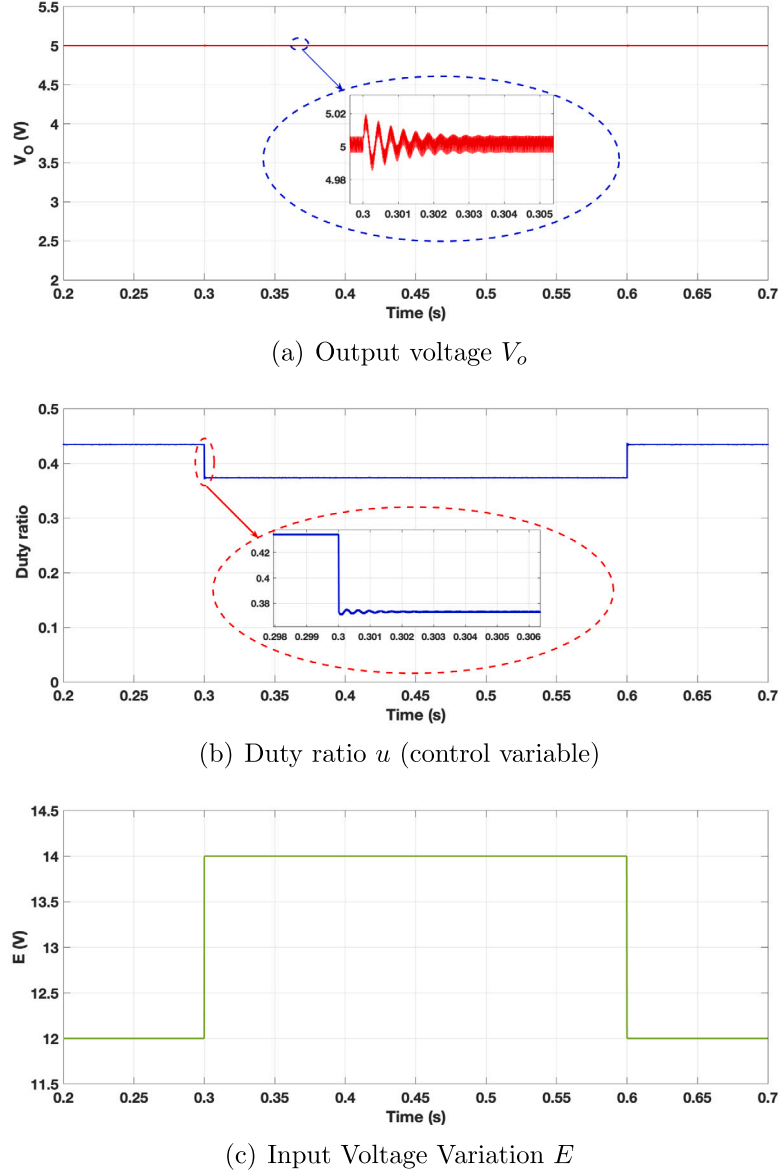 5.5
5
4.5
4
3.5
3
2.5
2
V_O (V)
5.02
5
4.98
0.3 0.301 0.302 0.303 0.304 0.305
0.2 0.25 0.3 0.35 0.4 0.45 0.5 0.55 0.6 0.65 0.7
Time (s)
(a) Output voltage V_o
0.5
0.4
0.3
0.2
0.1
0
Duty ratio
0.42
0.4
0.38
0.298 0.299 0.3 0.301 0.302 0.303 0.304 0.305 0.306
0.2 0.25 0.3 0.35 0.4 0.45 0.5 0.55 0.6 0.65 0.7
Time (s)
(b) Duty ratio u (control variable)
14.5
14
13.5
13
12.5
12
11.5
E (V)
0.2 0.25 0.3 0.35 0.4 0.45 0.5 0.55 0.6 0.65 0.7
Time (s)
(c) Input Voltage Variation E